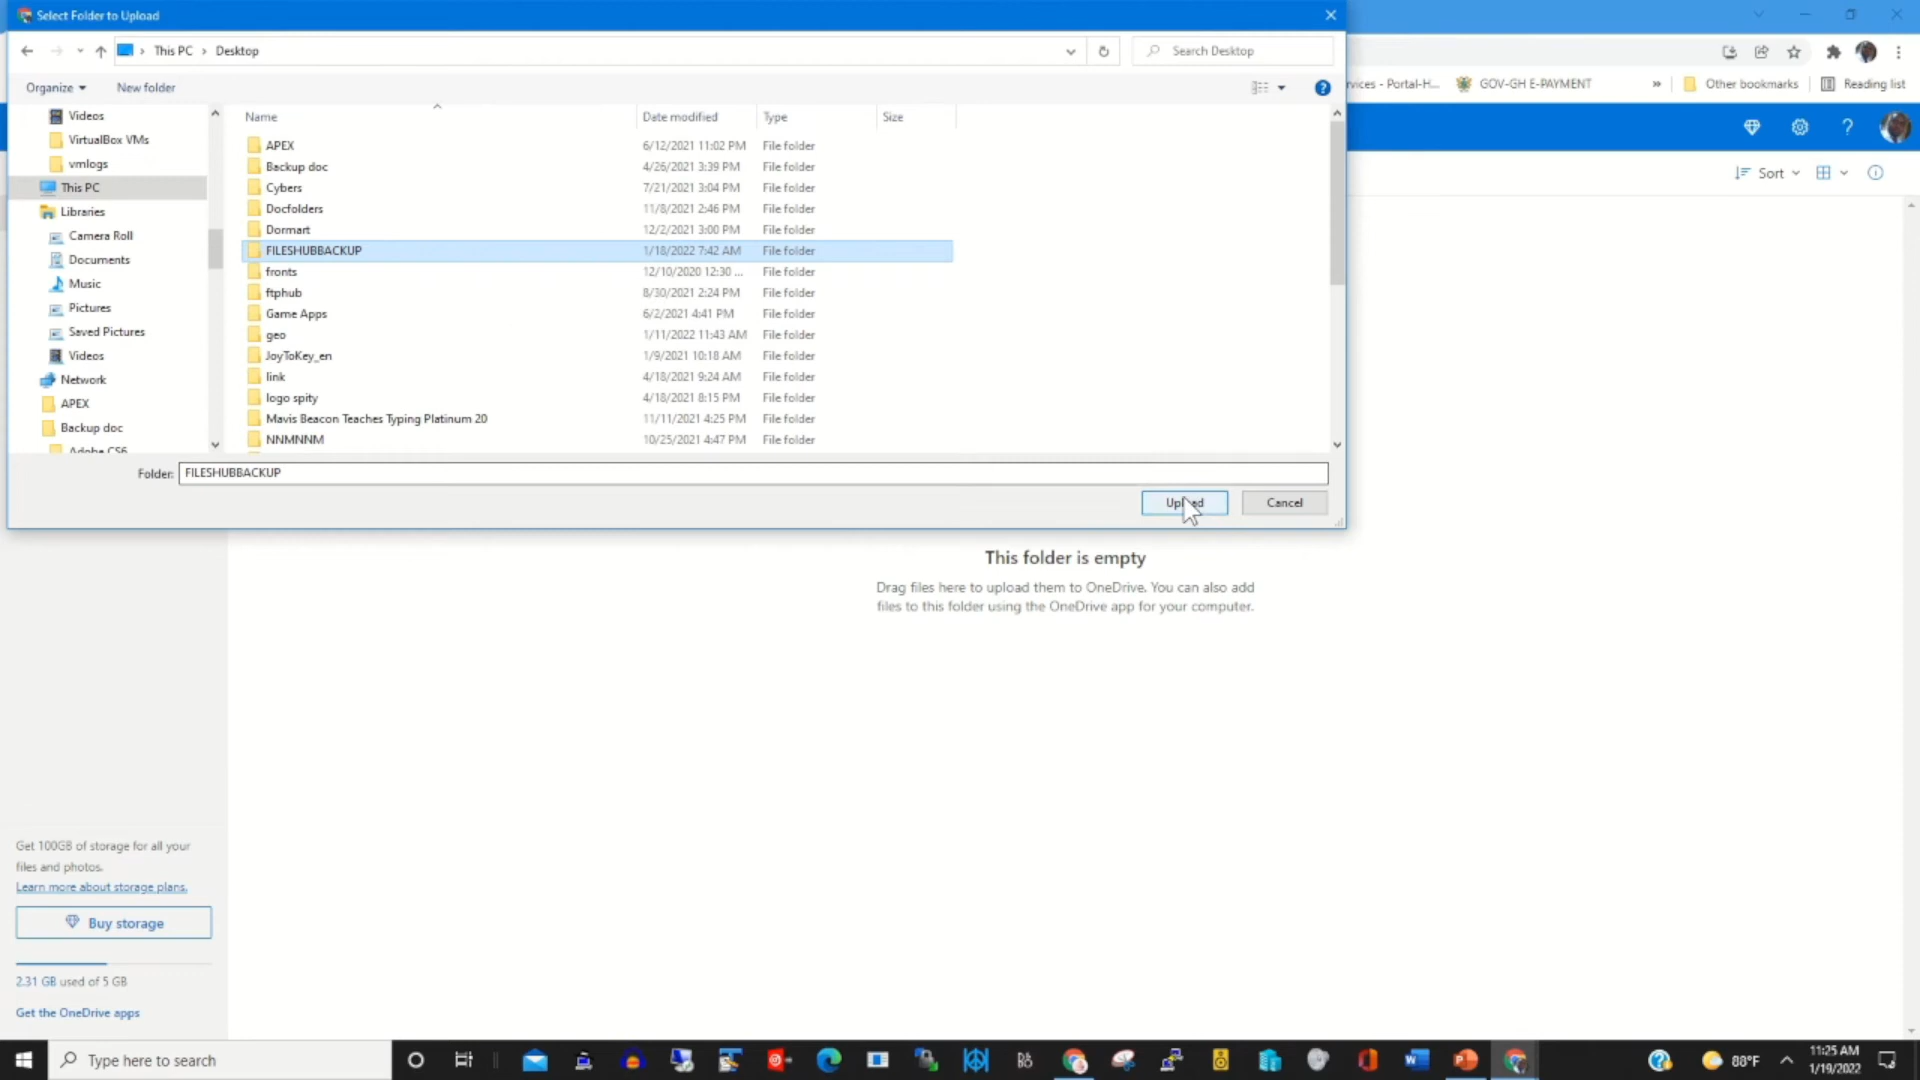 Select Folder to Upload
This PC
Desktop
Search Desktop
Organize
New folder
Videos
VirtualBox VMs
vmlogs
This PC
Libraries
Camera Roll
Documents
Music
Pictures
Saved Pictures
Videos
Network
APEX
Backup doc
Adobe CS6
Name Date modified Type Size
APEX 6/12/2021 11:02 PM File folder
Backup doc 4/26/2021 3:39 PM File folder
Cybers 7/21/2021 3:04 PM File folder
Docfolders 11/8/2021 2:46 PM File folder
Dormart 12/2/2021 3:00 PM File folder
FILESHUBBACKUP 1/18/2022 7:42 AM File folder
fronts 12/10/2020 12:30 ... File folder
ftphub 8/30/2021 2:24 PM File folder
Game Apps 6/2/2021 4:41 PM File folder
geo 1/11/2022 11:43 AM File folder
JoyToKey_en 1/9/2021 10:18 AM File folder
link 4/18/2021 9:24 AM File folder
logo spity 4/18/2021 8:15 PM File folder
Mavis Beacon Teaches Typing Platinum 20 11/11/2021 4:25 PM File folder
NNMNNM 10/25/2021 4:47 PM File folder
Folder: FILESHUBBACKUP
Upload
Cancel
rvices - Portal-H...
GOV-GH E-PAYMENT
»
Other bookmarks
Reading list
Sort
This folder is empty
Drag files here to upload them to OneDrive. You can also add
files to this folder using the OneDrive app for your computer.
Get 100GB of storage for all your
files and photos.
Learn more about storage plans.
Buy storage
2.31 GB used of 5 GB
Get the OneDrive apps
Type here to search
88°F
11:25 AM
1/19/2022